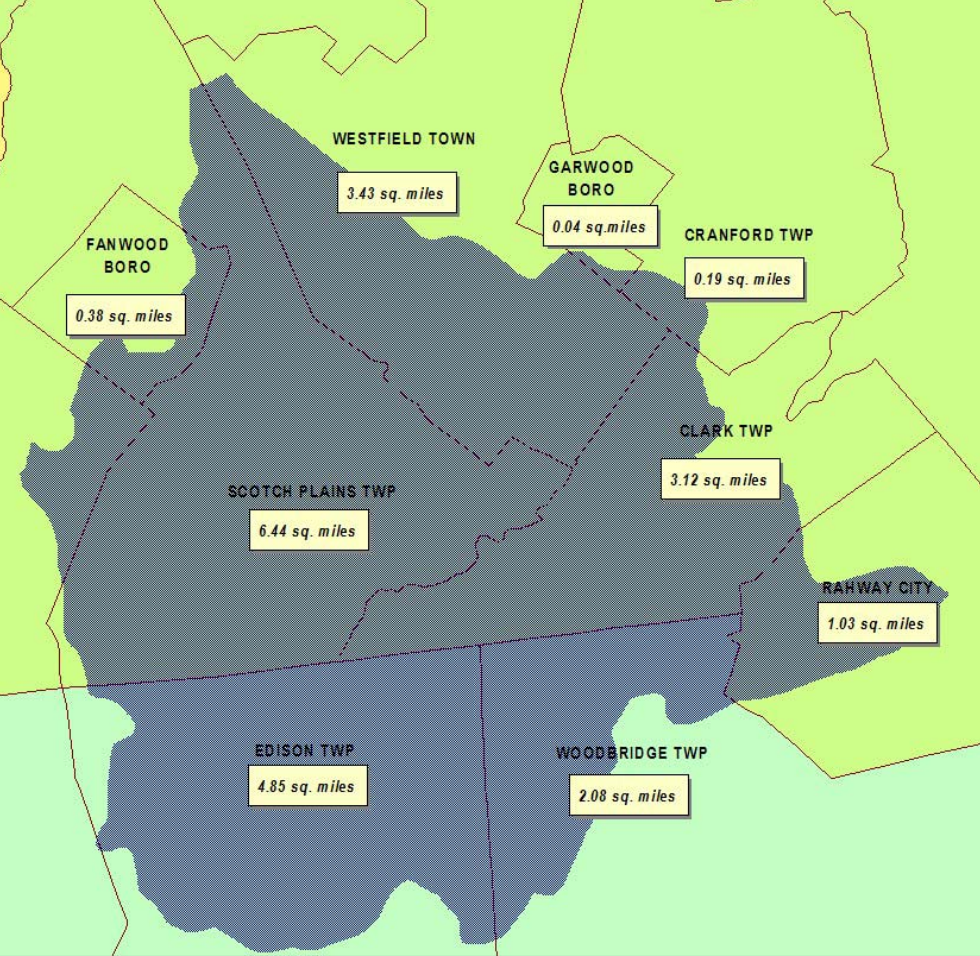 WESTFIELD TOWN
3.43 sq. miles
GARWOOD
BORO
0.04 sq.miles
CRANFORD TWP
0.19 sq. miles
FANWOOD
BORO
0.38 sq. miles
CLARK TWP
3.12 sq. miles
SCOTCH PLAINS TWP
6.44 sq. miles
RAHWAY CITY
1.03 sq. miles
EDISON TWP
4.85 sq. miles
WOODBRIDGE TWP
2.08 sq. miles